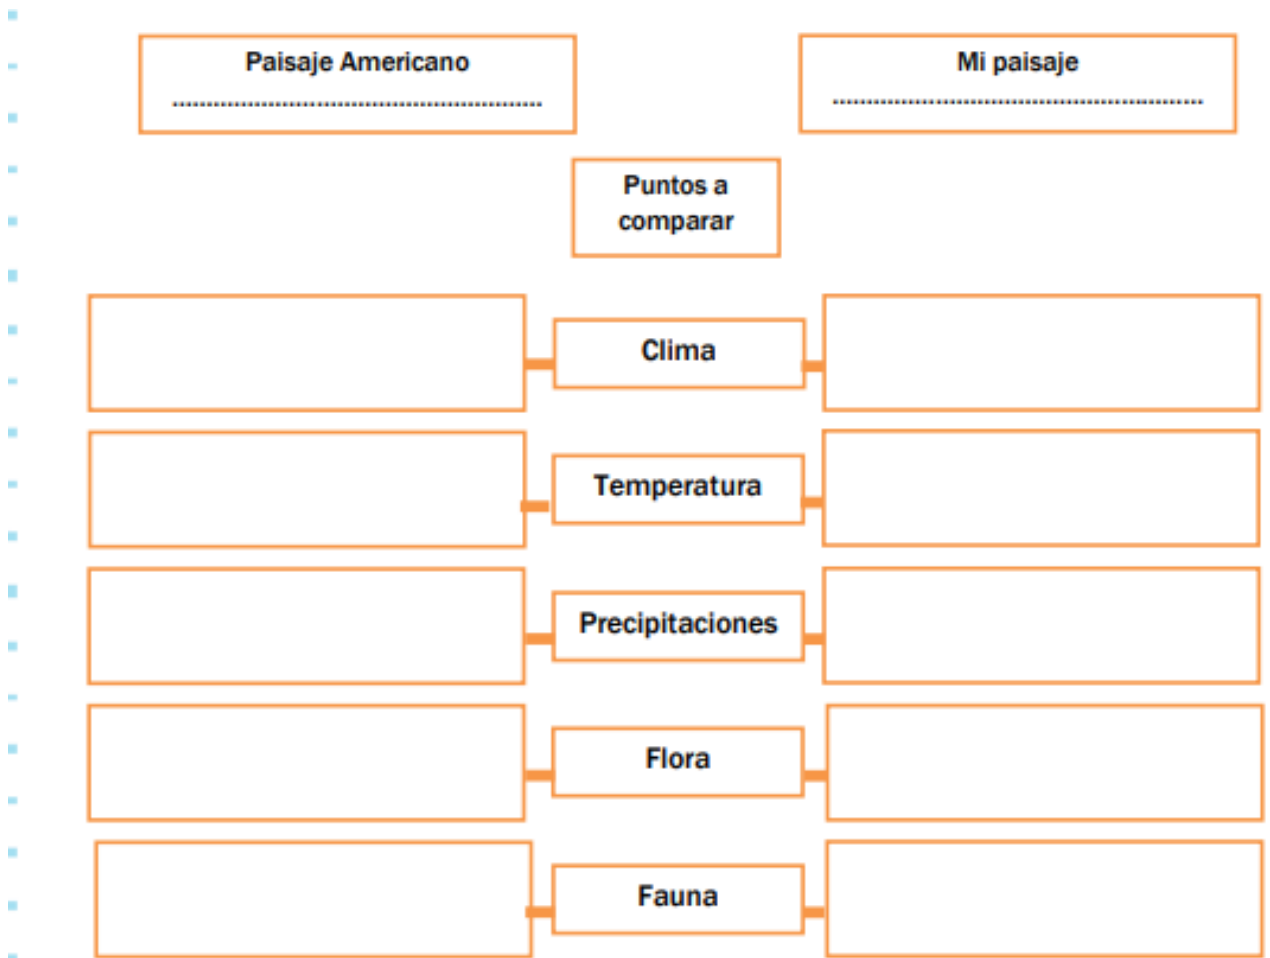 Paisaje Americano
......................................................
Mi paisaje
......................................................
Puntos a
comparar
Clima
Temperatura
Precipitaciones
Flora
Fauna